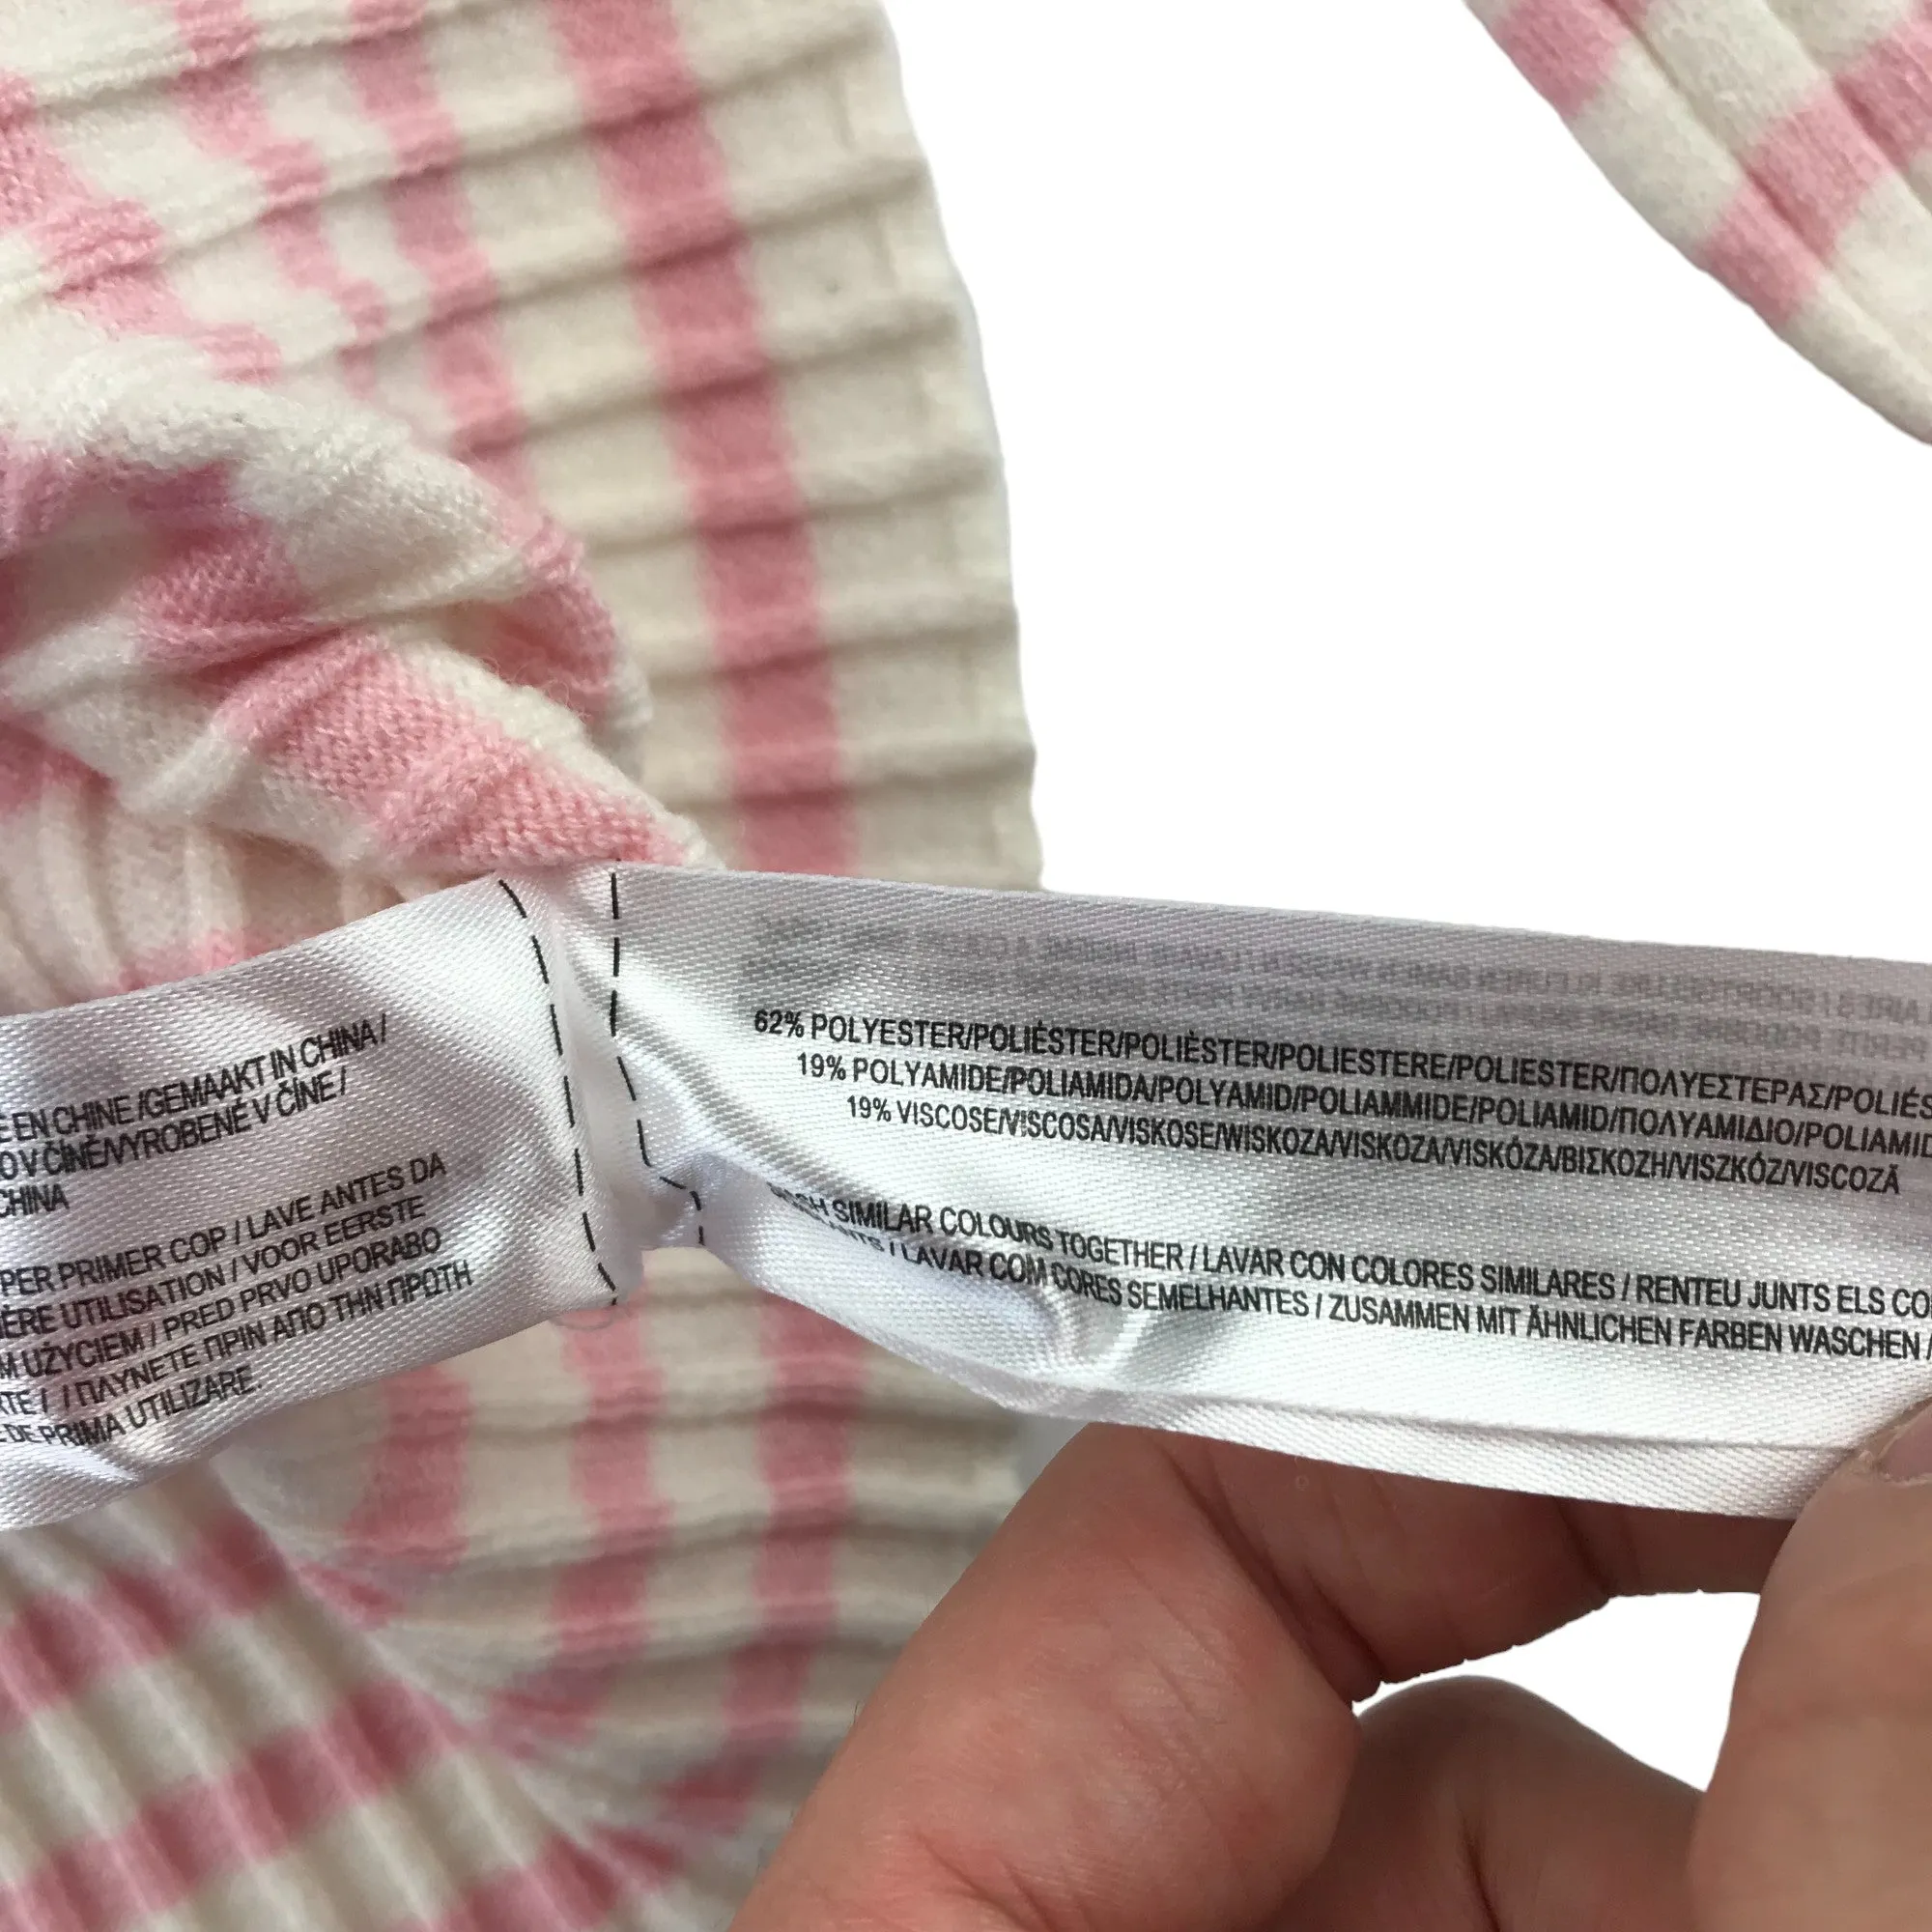 EN CHINE /GEMAAKT IN CHINA /
V ČÍNĚ/VYROBENÉ V ČÍNE /
CHINA
PER PRIMER COP / LAVE ANTES DA
UTILISATION / VOOR EERSTE
UŻYCIEM / PRED PRVO UPORABO
/ / ΠΛΥΝΕΤΕ ΠΡΙΝ ΑΠΟ ΤΗΝ ΠΡΩΤΗ
DE PRIMA UTILIZARE.
62% POLYESTER/POLIÉSTER/POLIÈSTER/POLIESTERE/POLIESTER/ΠΟΛΥΕΣΤΕΡΑΣ/POLIÉS
19% POLYAMIDE/POLIAMIDA/POLYAMID/POLIAMMIDE/POLIAMID/ΠΟΛΥΑΜΙΔΙΟ/POLIAMID
19% VISCOSE/VISCOSA/VISKOSE/WISKOZA/VISKOZA/VISKÓZA/ΒΙΣΚΟΖΗ/VISZKÓZ/VISCOZĂ
SIMILAR COLOURS TOGETHER / LAVAR CON COLORES SIMILARES / RENTEU JUNTS ELS CO
/ LAVAR COM CORES SEMELHANTES / ZUSAMMEN MIT ÄHNLICHEN FARBEN WASCHEN /